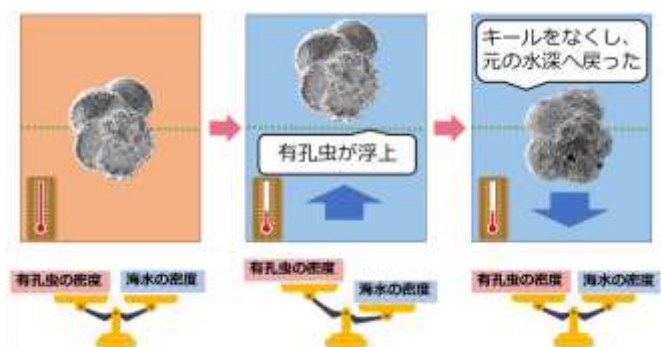 キールをなくし、
元の水深へ戻った
有孔虫が浮上
有孔虫の密度
海水の密度
有孔虫の密度
海水の密度
有孔虫の密度
海水の密度